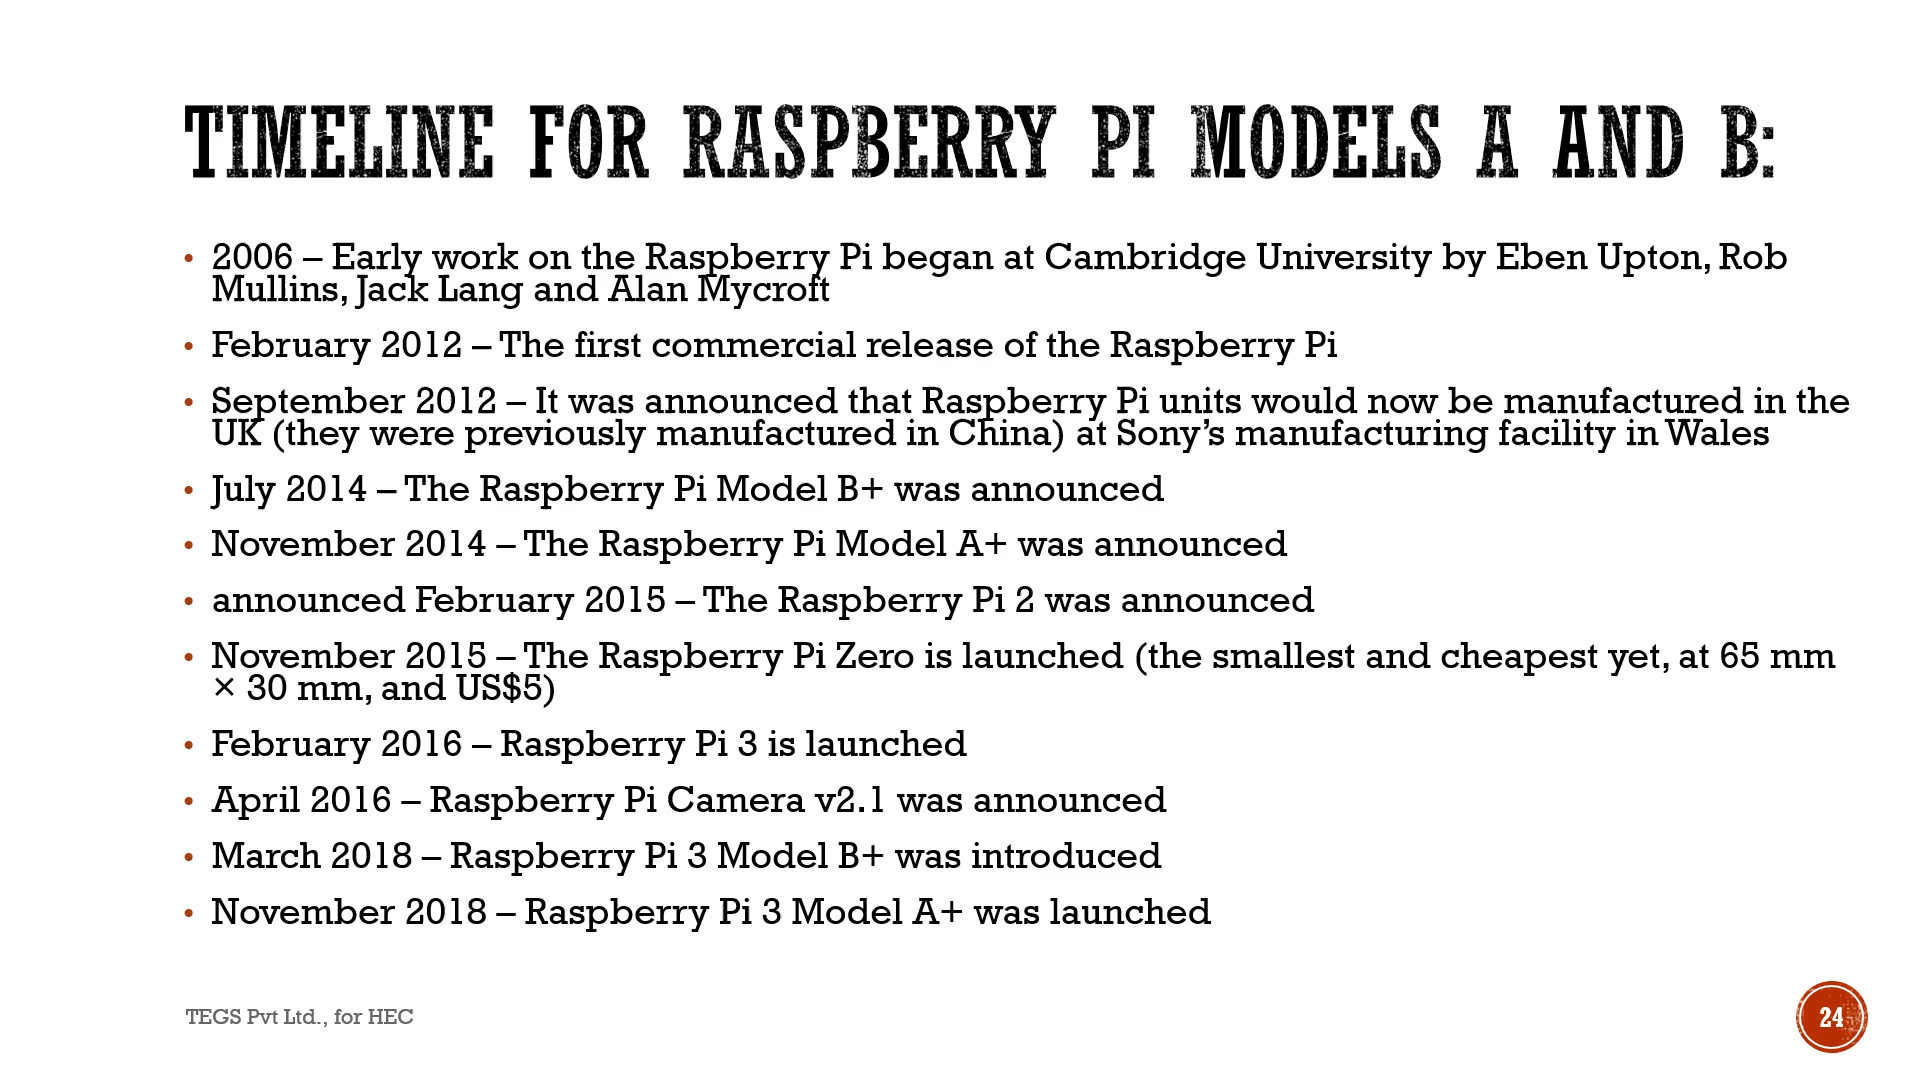 TIMELINE FOR RASPBERRY PI MODELS A AND B:
• 2006 – Early work on the Raspberry Pi began at Cambridge University by Eben Upton, Rob
Mullins, Jack Lang and Alan Mycroft
• February 2012 – The first commercial release of the Raspberry Pi
• September 2012 – It was announced that Raspberry Pi units would now be manufactured in the
UK (they were previously manufactured in China) at Sony’s manufacturing facility in Wales
• July 2014 – The Raspberry Pi Model B+ was announced
• November 2014 – The Raspberry Pi Model A+ was announced
• announced February 2015 – The Raspberry Pi 2 was announced
• November 2015 – The Raspberry Pi Zero is launched (the smallest and cheapest yet, at 65 mm
× 30 mm, and US$5)
• February 2016 – Raspberry Pi 3 is launched
• April 2016 – Raspberry Pi Camera v2.1 was announced
• March 2018 – Raspberry Pi 3 Model B+ was introduced
• November 2018 – Raspberry Pi 3 Model A+ was launched
TEGS Pvt Ltd., for HEC
24